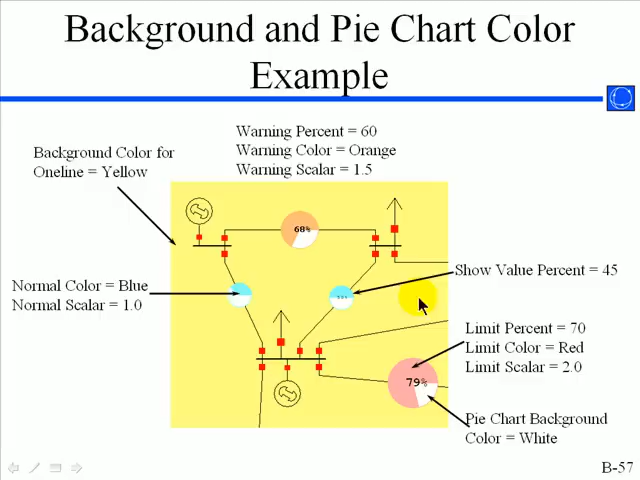 Background and Pie Chart Color
Example
Warning Percent = 60
Warning Color = Orange
Warning Scalar = 1.5
Background Color for
Oneline = Yellow
68%
Normal Color = Blue
Normal Scalar = 1.0
Show Value Percent = 45
Limit Percent = 70
Limit Color = Red
Limit Scalar = 2.0
79%
Pie Chart Background
Color = White
B-57